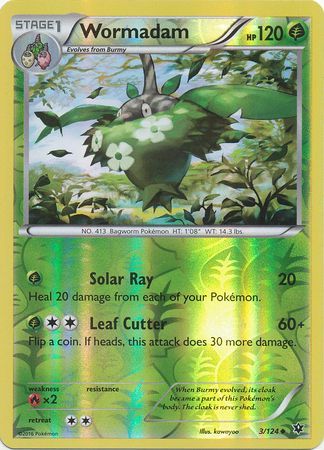 STAGE1
Wormadam
HP 120
Evolves from Burmy
NO. 413 Bagworm Pokémon HT: 1'08" WT: 14.3 lbs.
Solar Ray 20
Heal 20 damage from each of your Pokémon.
Leaf Cutter 60+
Flip a coin. If heads, this attack does 30 more damage.
weakness
×2
resistance
retreat
When Burmy evolved, its cloak
became a part of this Pokémon's
body. The cloak is never shed.
©2016 Pokémon
Illus. kawayoo
3/124